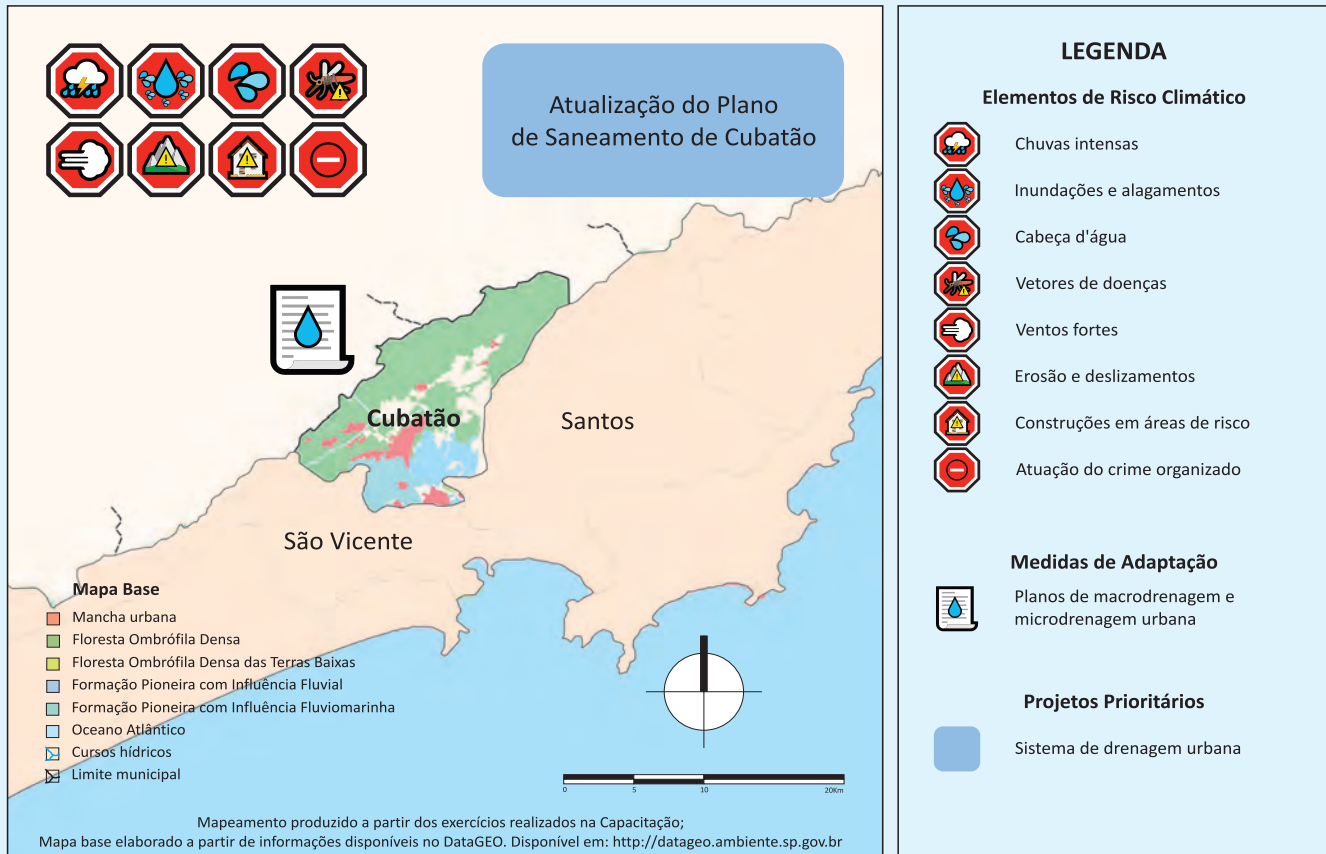 Atualização do Plano
de Saneamento de Cubatão
Cubatão
Santos
São Vicente
Mapa Base
Mancha urbana
Floresta Ombrófila Densa
Floresta Ombrófila Densa das Terras Baixas
Formação Pioneira com Influência Fluvial
Formação Pioneira com Influência Fluviomarinha
Oceano Atlântico
Cursos hídricos
Limite municipal
0 5 10 20Km
Mapeamento produzido a partir dos exercícios realizados na Capacitação;
Mapa base elaborado a partir de informações disponíveis no DataGEO. Disponível em: http://datageo.ambiente.sp.gov.br
LEGENDA
Elementos de Risco Climático
Chuvas intensas
Inundações e alagamentos
Cabeça d'água
Vetores de doenças
Ventos fortes
Erosão e deslizamentos
Construções em áreas de risco
Atuação do crime organizado
Medidas de Adaptação
Planos de macrodrenagem e
microdrenagem urbana
Projetos Prioritários
Sistema de drenagem urbana